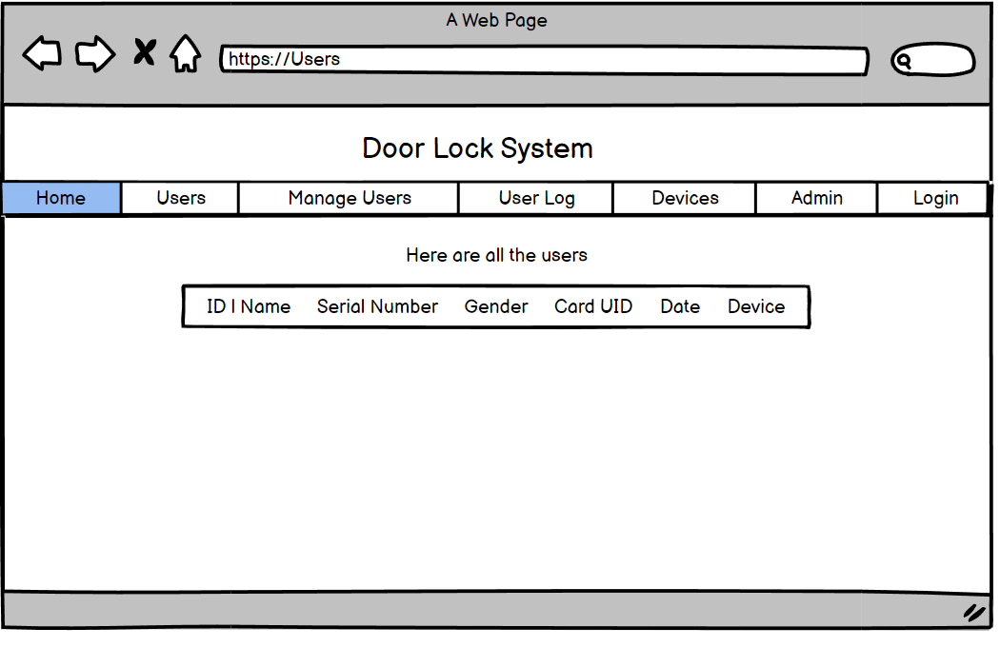 A Web Page
https://Users
Door Lock System
Home Users Manage Users User Log Devices Admin Login
Here are all the users
ID | Name Serial Number Gender Card UID Date Device